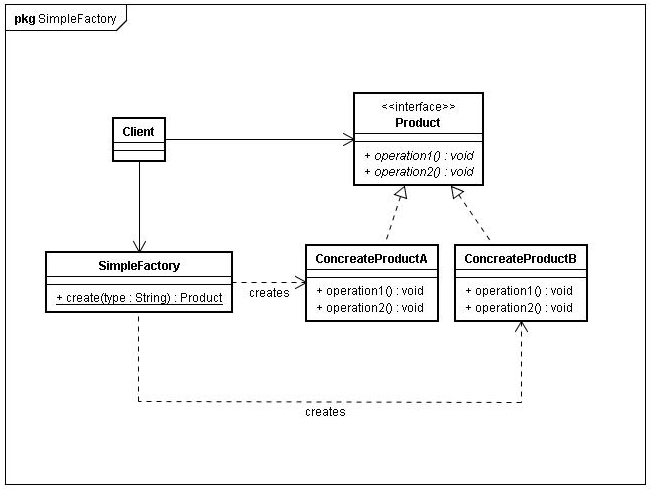 pkg SimpleFactory
Client
<<interface>>
Product
+ operation1() : void
+ operation2() : void
SimpleFactory
+ create(type : String) : Product
creates
ConcreateProductA
+ operation1() : void
+ operation2() : void
ConcreateProductB
+ operation1() : void
+ operation2() : void
creates